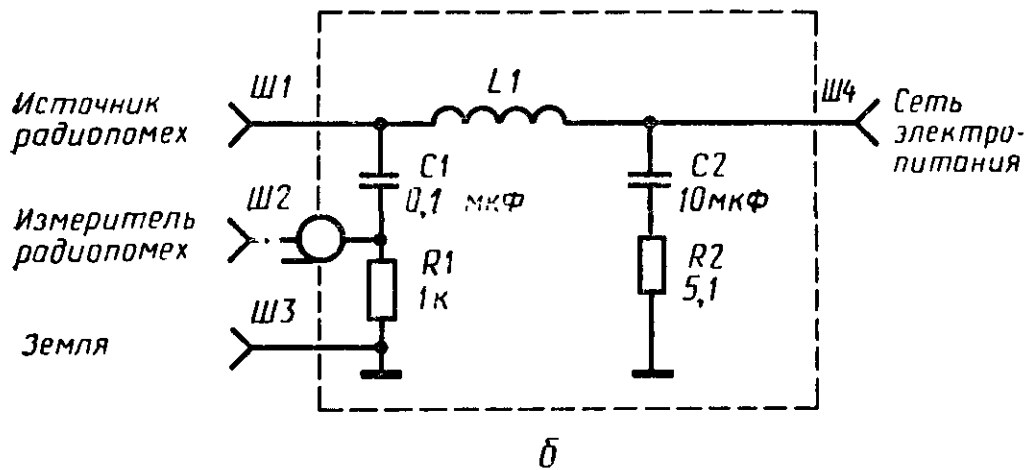 L1
Ш1
Ш4
Источник
радиопомех
Сеть
электро-
питания
C1
0,1 мкФ
C2
10мкФ
Ш2
Измеритель
радиопомех
R1
1к
R2
5,1
Ш3
Земля
б